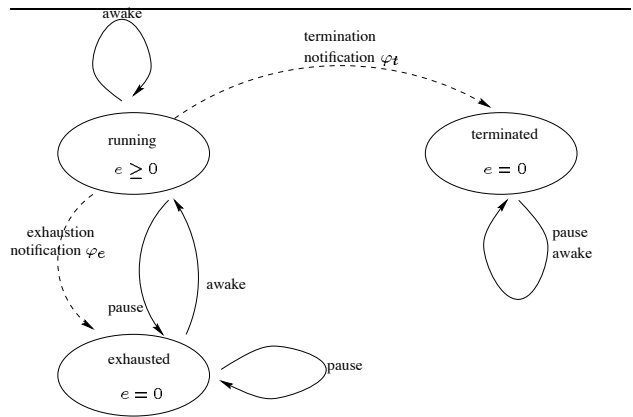 awake
termination
notification φt
running
e ≥ 0
terminated
e = 0
exhaustion
notification φe
pause
awake
pause
awake
exhausted
e = 0
pause